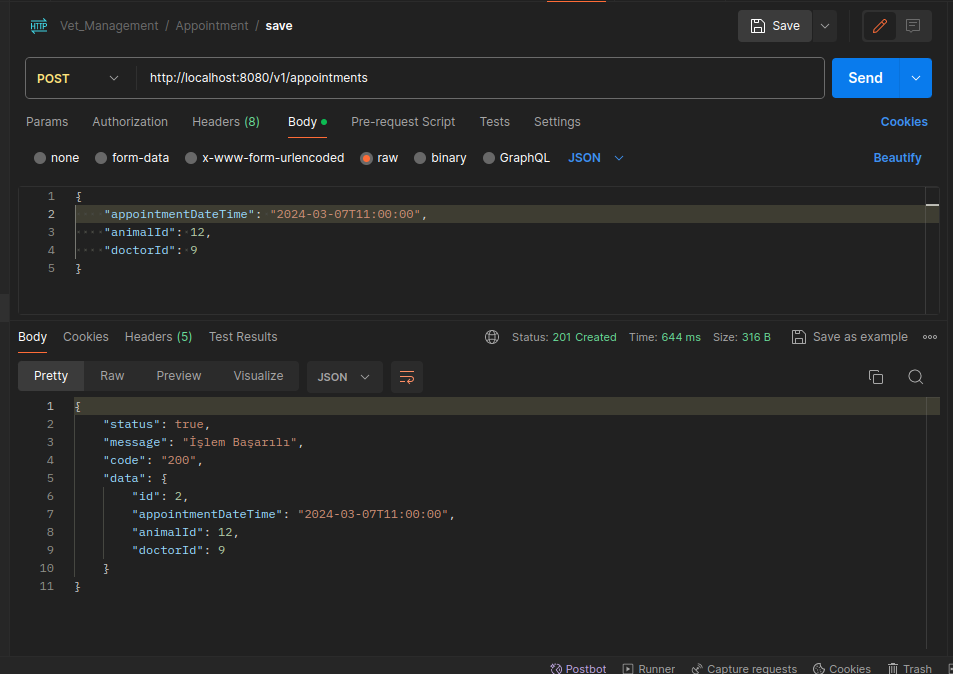 HTTP Vet_Management / Appointment / save Save
POST http://localhost:8080/v1/appointments Send
Params Authorization Headers (8) Body Pre-request Script Tests Settings Cookies
none form-data x-www-form-urlencoded raw binary GraphQL JSON Beautify
1 {
2 "appointmentDateTime": "2024-03-07T11:00:00",
3 "animalId": 12,
4 "doctorId": 9
5 }
Body Cookies Headers (5) Test Results Status: 201 Created Time: 644 ms Size: 316 B Save as example
Pretty Raw Preview Visualize JSON
1 {
2 "status": true,
3 "message": "İşlem Başarılı",
4 "code": "200",
5 "data": {
6 "id": 2,
7 "appointmentDateTime": "2024-03-07T11:00:00",
8 "animalId": 12,
9 "doctorId": 9
10 }
11 }
Postbot Runner Capture requests Cookies Trash